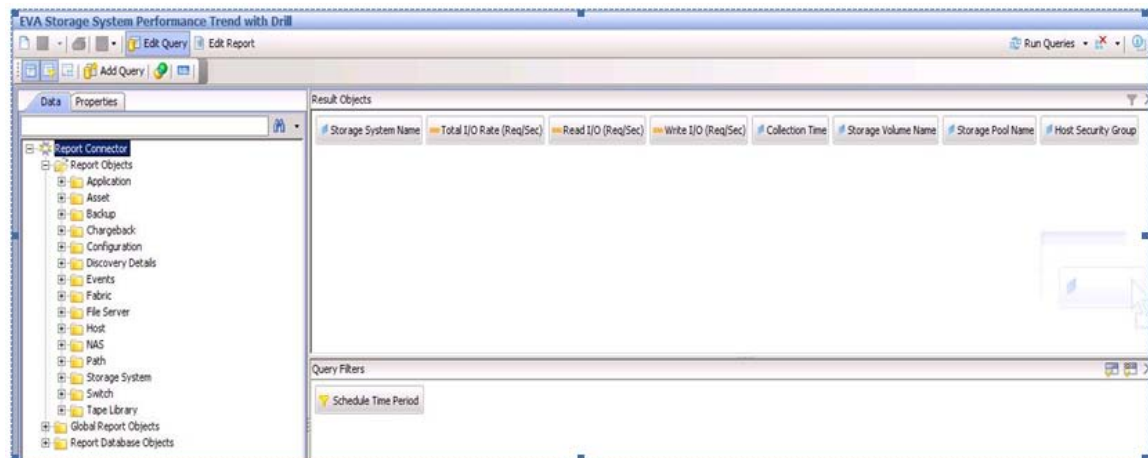 EVA Storage System Performance Trend with Drill
Edit Query Edit Report Run Queries
Add Query
Data Properties
Result Objects
Storage System Name Total I/O Rate (Req/Sec) Read I/O (Req/Sec) Write I/O (Req/Sec) Collection Time Storage Volume Name Storage Pool Name Host Security Group
Report Connector
Report Objects
Application
Asset
Backup
Chargeback
Configuration
Discovery Details
Events
Fabric
File Server
Host
NAS
Path
Storage System
Switch
Tape Library
Global Report Objects
Report Database Objects
Query Filters
Schedule Time Period